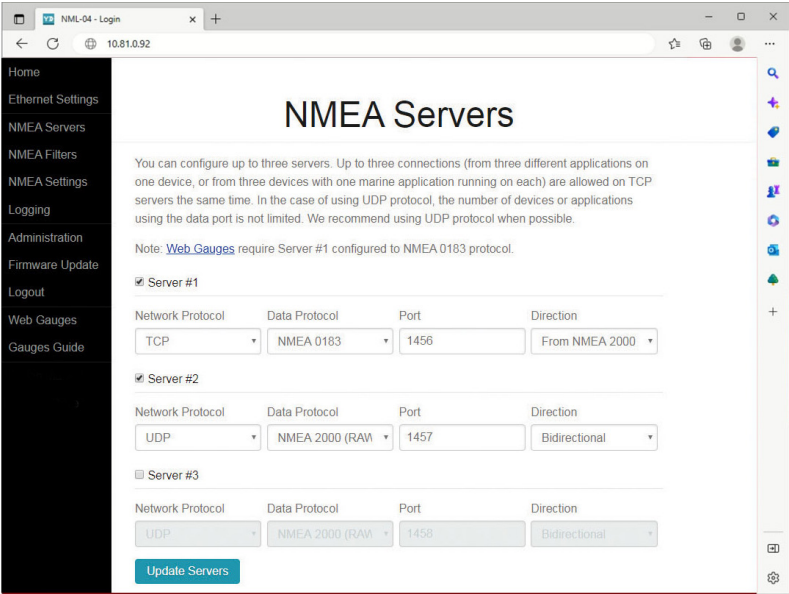 NML-04 - Login
10.81.0.92
Home
Ethernet Settings
NMEA Servers
NMEA Filters
NMEA Settings
Logging
Administration
Firmware Update
Logout
Web Gauges
Gauges Guide
NMEA Servers
You can configure up to three servers. Up to three connections (from three different applications on
one device, or from three devices with one marine application running on each) are allowed on TCP
servers the same time. In the case of using UDP protocol, the number of devices or applications
using the data port is not limited. We recommend using UDP protocol when possible.
Note: Web Gauges require Server #1 configured to NMEA 0183 protocol.
Server #1
Network Protocol Data Protocol Port Direction
TCP NMEA 0183 1456 From NMEA 2000
Server #2
Network Protocol Data Protocol Port Direction
UDP NMEA 2000 (RAW 1457 Bidirectional
Server #3
Network Protocol Data Protocol Port Direction
UDP NMEA 2000 (RAW 1458 Bidirectional
Update Servers